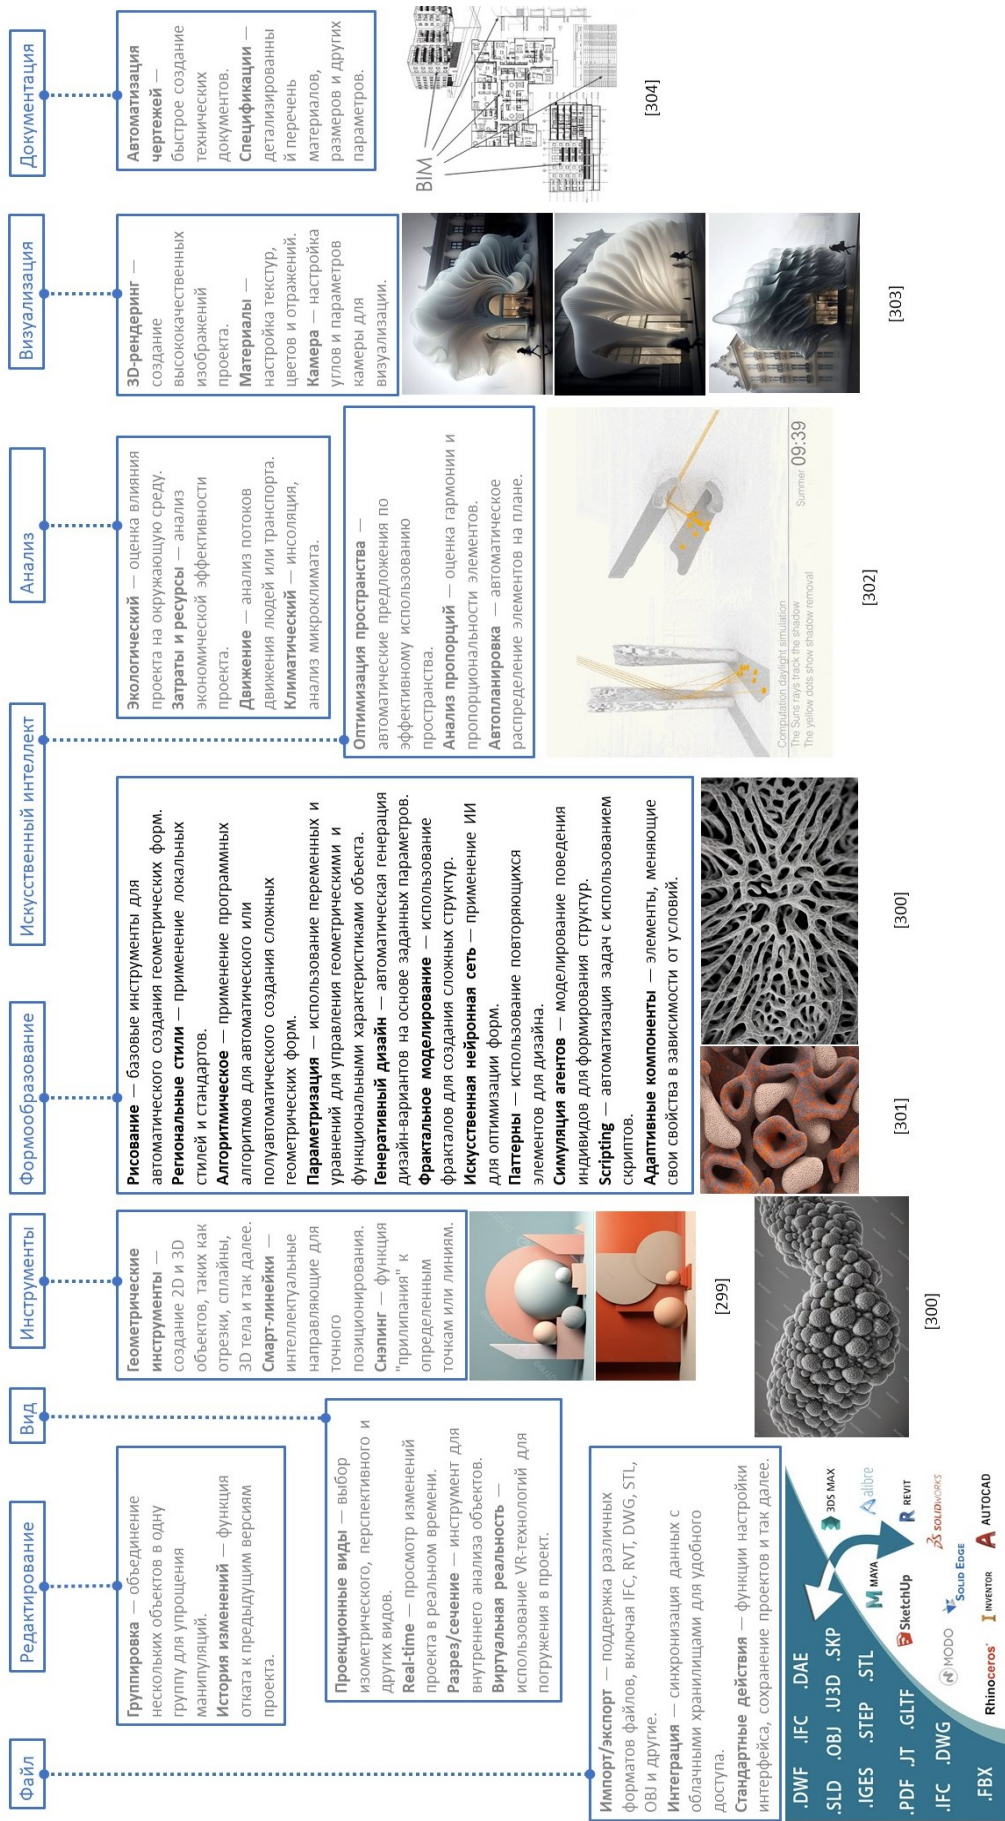 Файл
Редактирование
Вид
Инструменты
Формообразование
Искусственный интеллект
Анализ
Визуализация
Документация
Импорт/экспорт — поддержка различных
форматов файлов, включая IFC, RVT, DWG, STL,
OBJ и другие.
Интеграция — синхронизация данных с
облачными хранилищами для удобного
доступа.
Стандартные действия — функции настройки
интерфейса, сохранение проектов и так далее.
.DWF .IFC .DAE
.SLD .OBJ .U3D .SKP
.IGES .STEP .STL
.PDF .JT .GLTF
.IFC .DWG
.FBX
3DS MAX
MAYA
alibre
SketchUp
REVIT
MODO
SOLID EDGE
SOLIDWORKS
Rhinoceros
INVENTOR
AUTOCAD
Группировка — объединение
нескольких объектов в одну
группу для упрощения
манипуляций.
История изменений — функция
отката к предыдущим версиям
проекта.
Проекционные виды — выбор
изометрического, перспективного и
других видов.
Real-time — просмотр изменений
проекта в реальном времени.
Разрез/сечение — инструмент для
внутреннего анализа объектов.
Виртуальная реальность —
использование VR-технологий для
погружения в проект.
Геометрические
инструменты —
создание 2D и 3D
объектов, таких как
отрезки, сплайны,
3D тела и так далее.
Смарт-линейки —
интеллектуальные
направляющие для
точного
позиционирования.
Снэпинг — функция
"прилипания" к
определенным
точкам или линиям.
[299]
[300]
Рисование — базовые инструменты для
автоматического создания геометрических форм.
Региональные стили — применение локальных
стилей и стандартов.
Алгоритмическое — применение программных
алгоритмов для автоматического или
полуавтоматического создания сложных
геометрических форм.
Параметризация — использование переменных и
уравнений для управления геометрическими и
функциональными характеристиками объекта.
Генеративный дизайн — автоматическая генерация
дизайн-вариантов на основе заданных параметров.
Фрактальное моделирование — использование
фракталов для создания сложных структур.
Искусственная нейронная сеть — применение ИИ
для оптимизации форм.
Паттерны — использование повторяющихся
элементов для дизайна.
Симуляция агентов — моделирование поведения
индивидов для формирования структур.
Scripting — автоматизация задач с использованием
скриптов.
Адаптивные компоненты — элементы, меняющие
свои свойства в зависимости от условий.
[301]
[300]
Экологический — оценка влияния
проекта на окружающую среду.
Затраты и ресурсы — анализ
экономической эффективности
проекта.
Движение — анализ потоков
движения людей или транспорта.
Климатический — инсоляция,
анализ микроклимата.
Оптимизация пространства —
автоматические предложения по
эффективному использованию
пространства.
Анализ пропорций — оценка гармонии и
пропорциональности элементов.
Автопланировка — автоматическое
распределение элементов на плане.
Computation daylight simulation
The Suns rays track the shadow
The yellow dots show shadow removal
Summer 09:39
[302]
3D-рендеринг —
создание
высококачественных
изображений
проекта.
Материалы —
настройка текстур,
цветов и отражений.
Камера — настройка
углов и параметров
камеры для
визуализации.
[303]
Автоматизация
чертежей —
быстрое создание
технических
документов.
Спецификации —
детализированны
й перечень
материалов,
размеров и других
параметров.
BIM
[304]